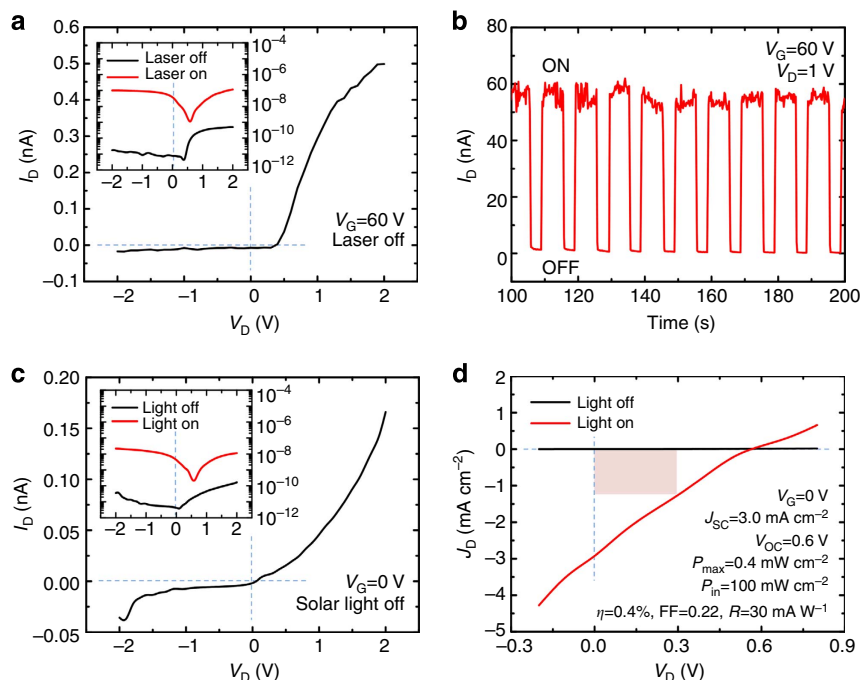 a
0.6
0.5
0.4
0.3
0.2
0.1
0.0
–0.1
I_D (nA)
Laser off
Laser on
10⁻⁴
10⁻⁶
10⁻⁸
10⁻¹⁰
10⁻¹²
–2 –1 0 1 2
V_G=60 V
Laser off
–2 –1 0 1 2
V_D (V)
b
80
60
40
20
0
I_D (nA)
ON
V_G=60 V
V_D=1 V
OFF
100 120 140 160 180 200
Time (s)
c
0.20
0.15
0.10
0.05
0.00
–0.05
I_D (nA)
Light off
Light on
10⁻⁴
10⁻⁶
10⁻⁸
10⁻¹⁰
10⁻¹²
–2 –1 0 1 2
V_G=0 V
Solar light off
–2 –1 0 1 2
V_D (V)
d
2
1
0
–1
–2
–3
–4
–5
J_D (mA cm⁻²)
Light off
Light on
V_G=0 V
J_SC=3.0 mA cm⁻²
V_OC=0.6 V
P_max=0.4 mW cm⁻²
P_in=100 mW cm⁻²
η=0.4%, FF=0.22, R=30 mA W⁻¹
–0.3 0.0 0.3 0.6 0.9
V_D (V)